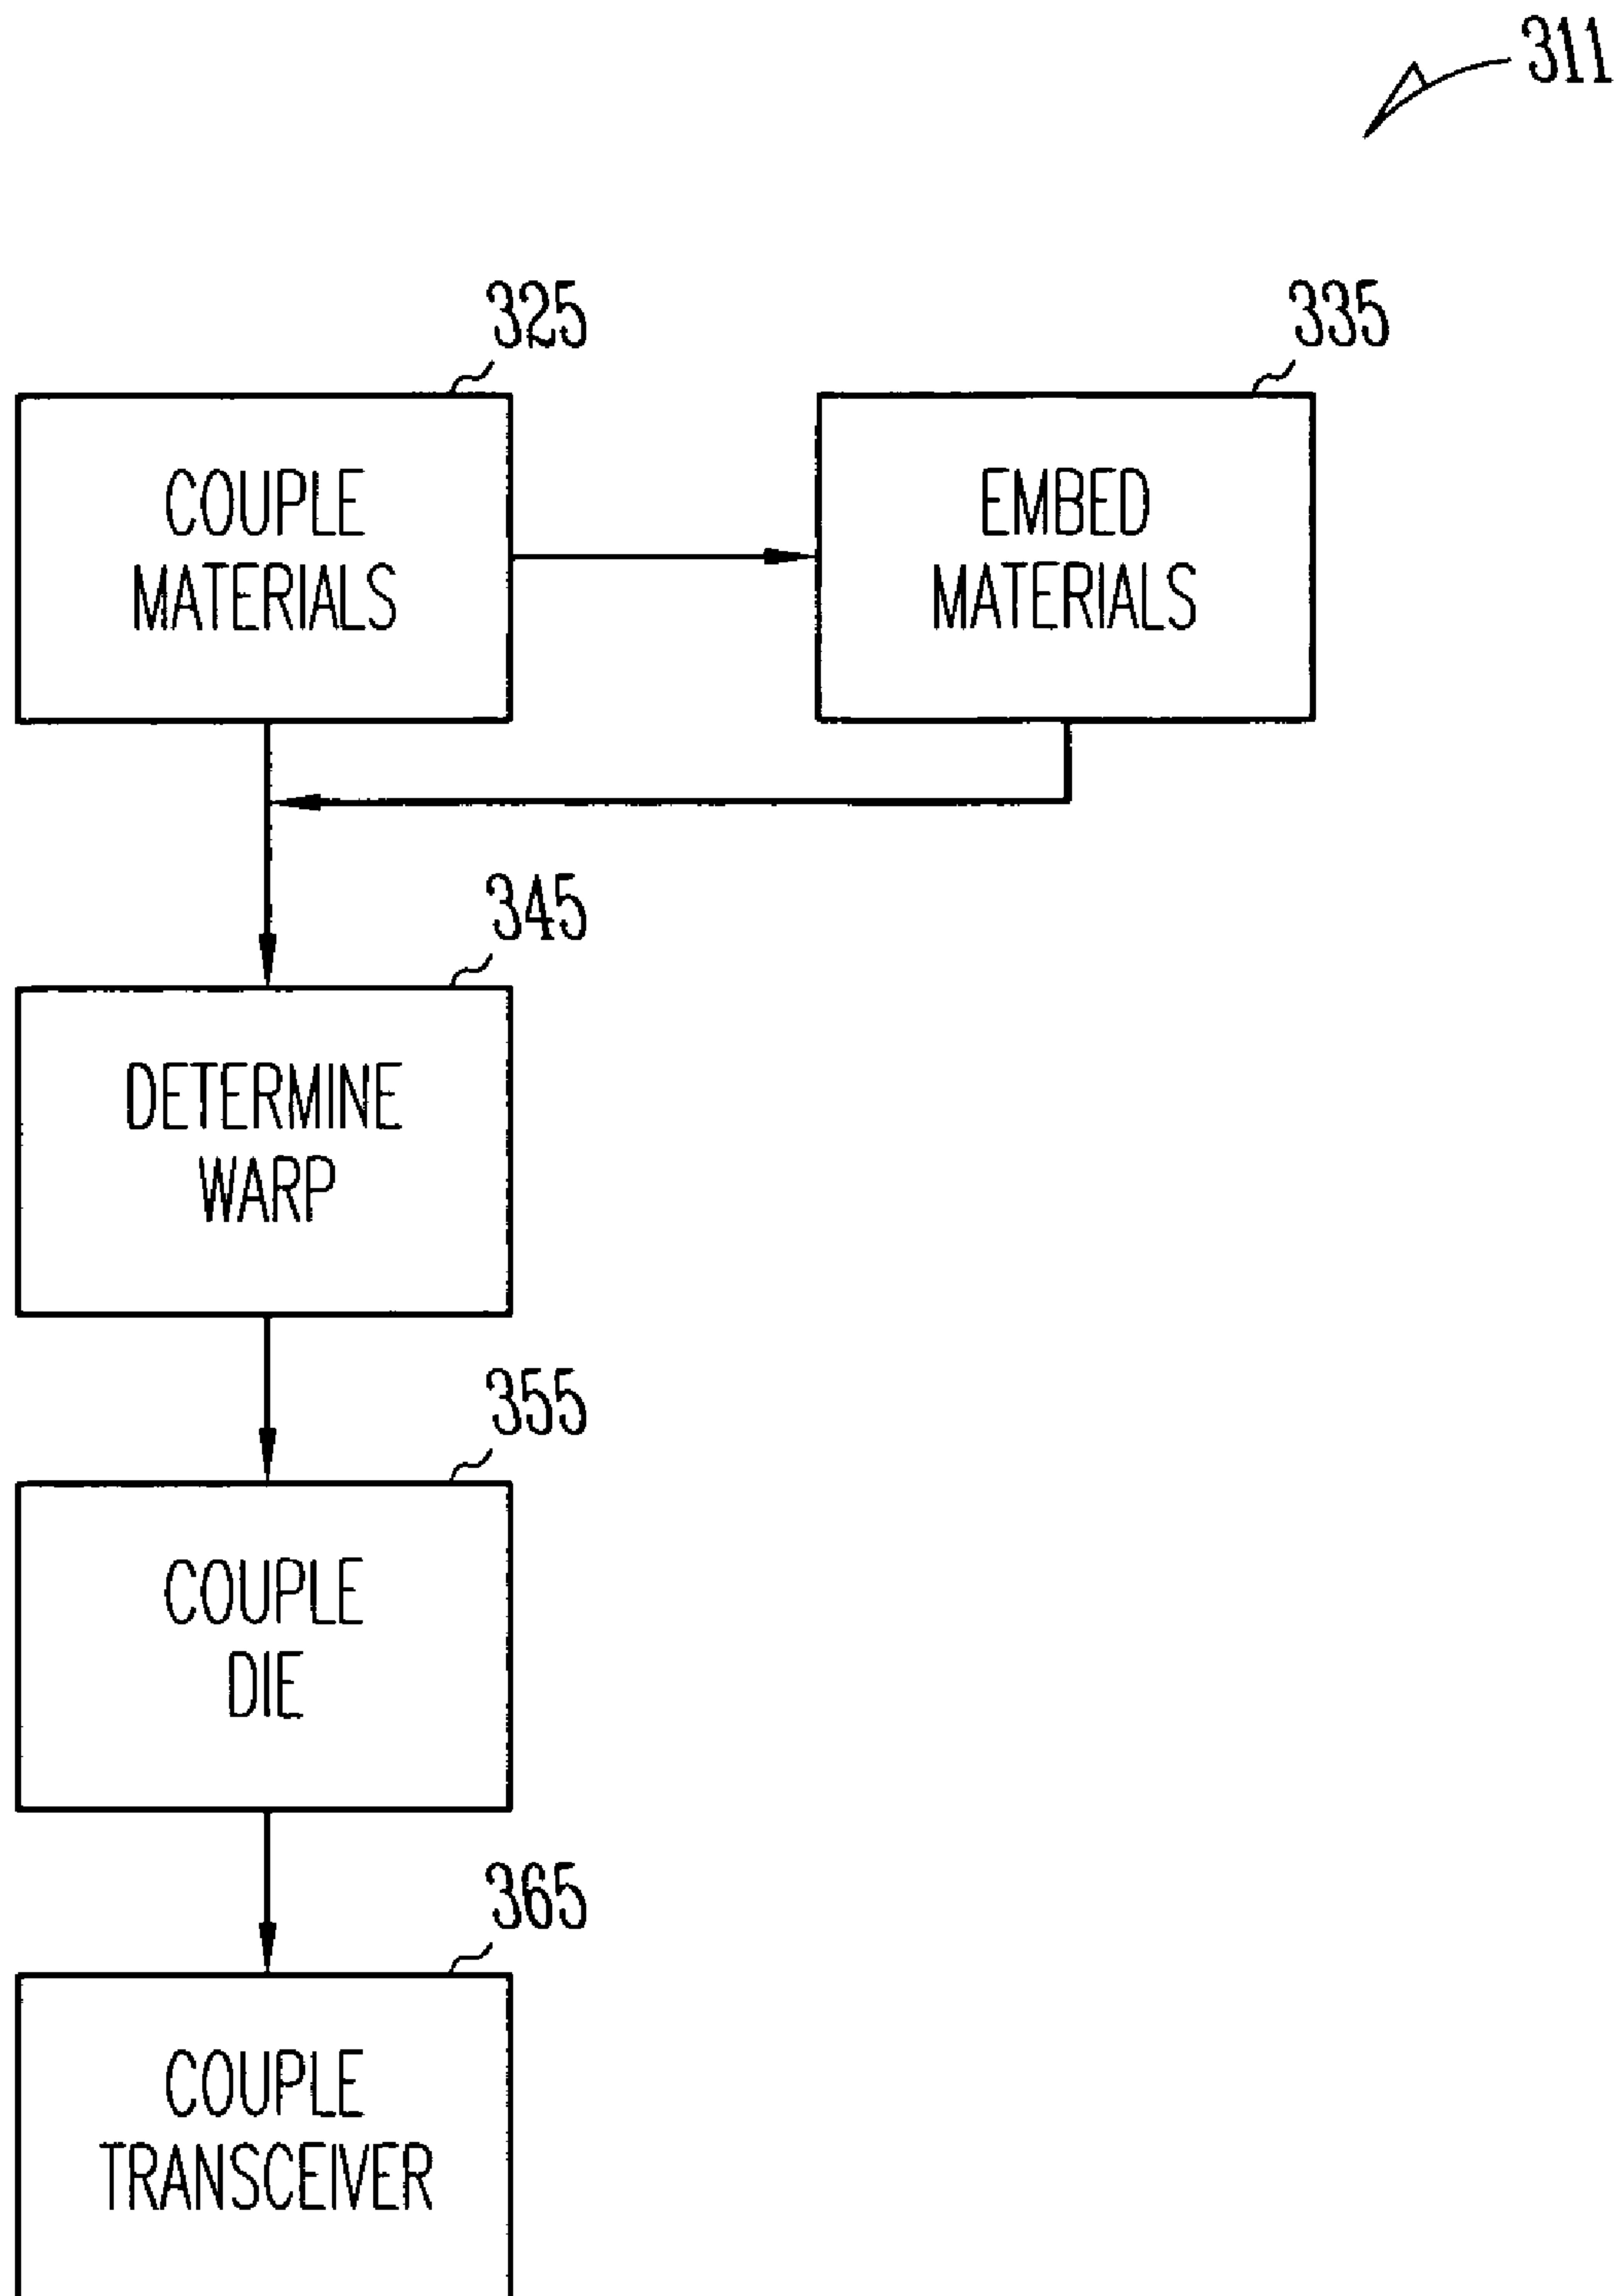 311
325
335
COUPLE
MATERIALS
EMBED
MATERIALS
345
DETERMINE
WARP
355
COUPLE
DIE
365
COUPLE
TRANSCEIVER